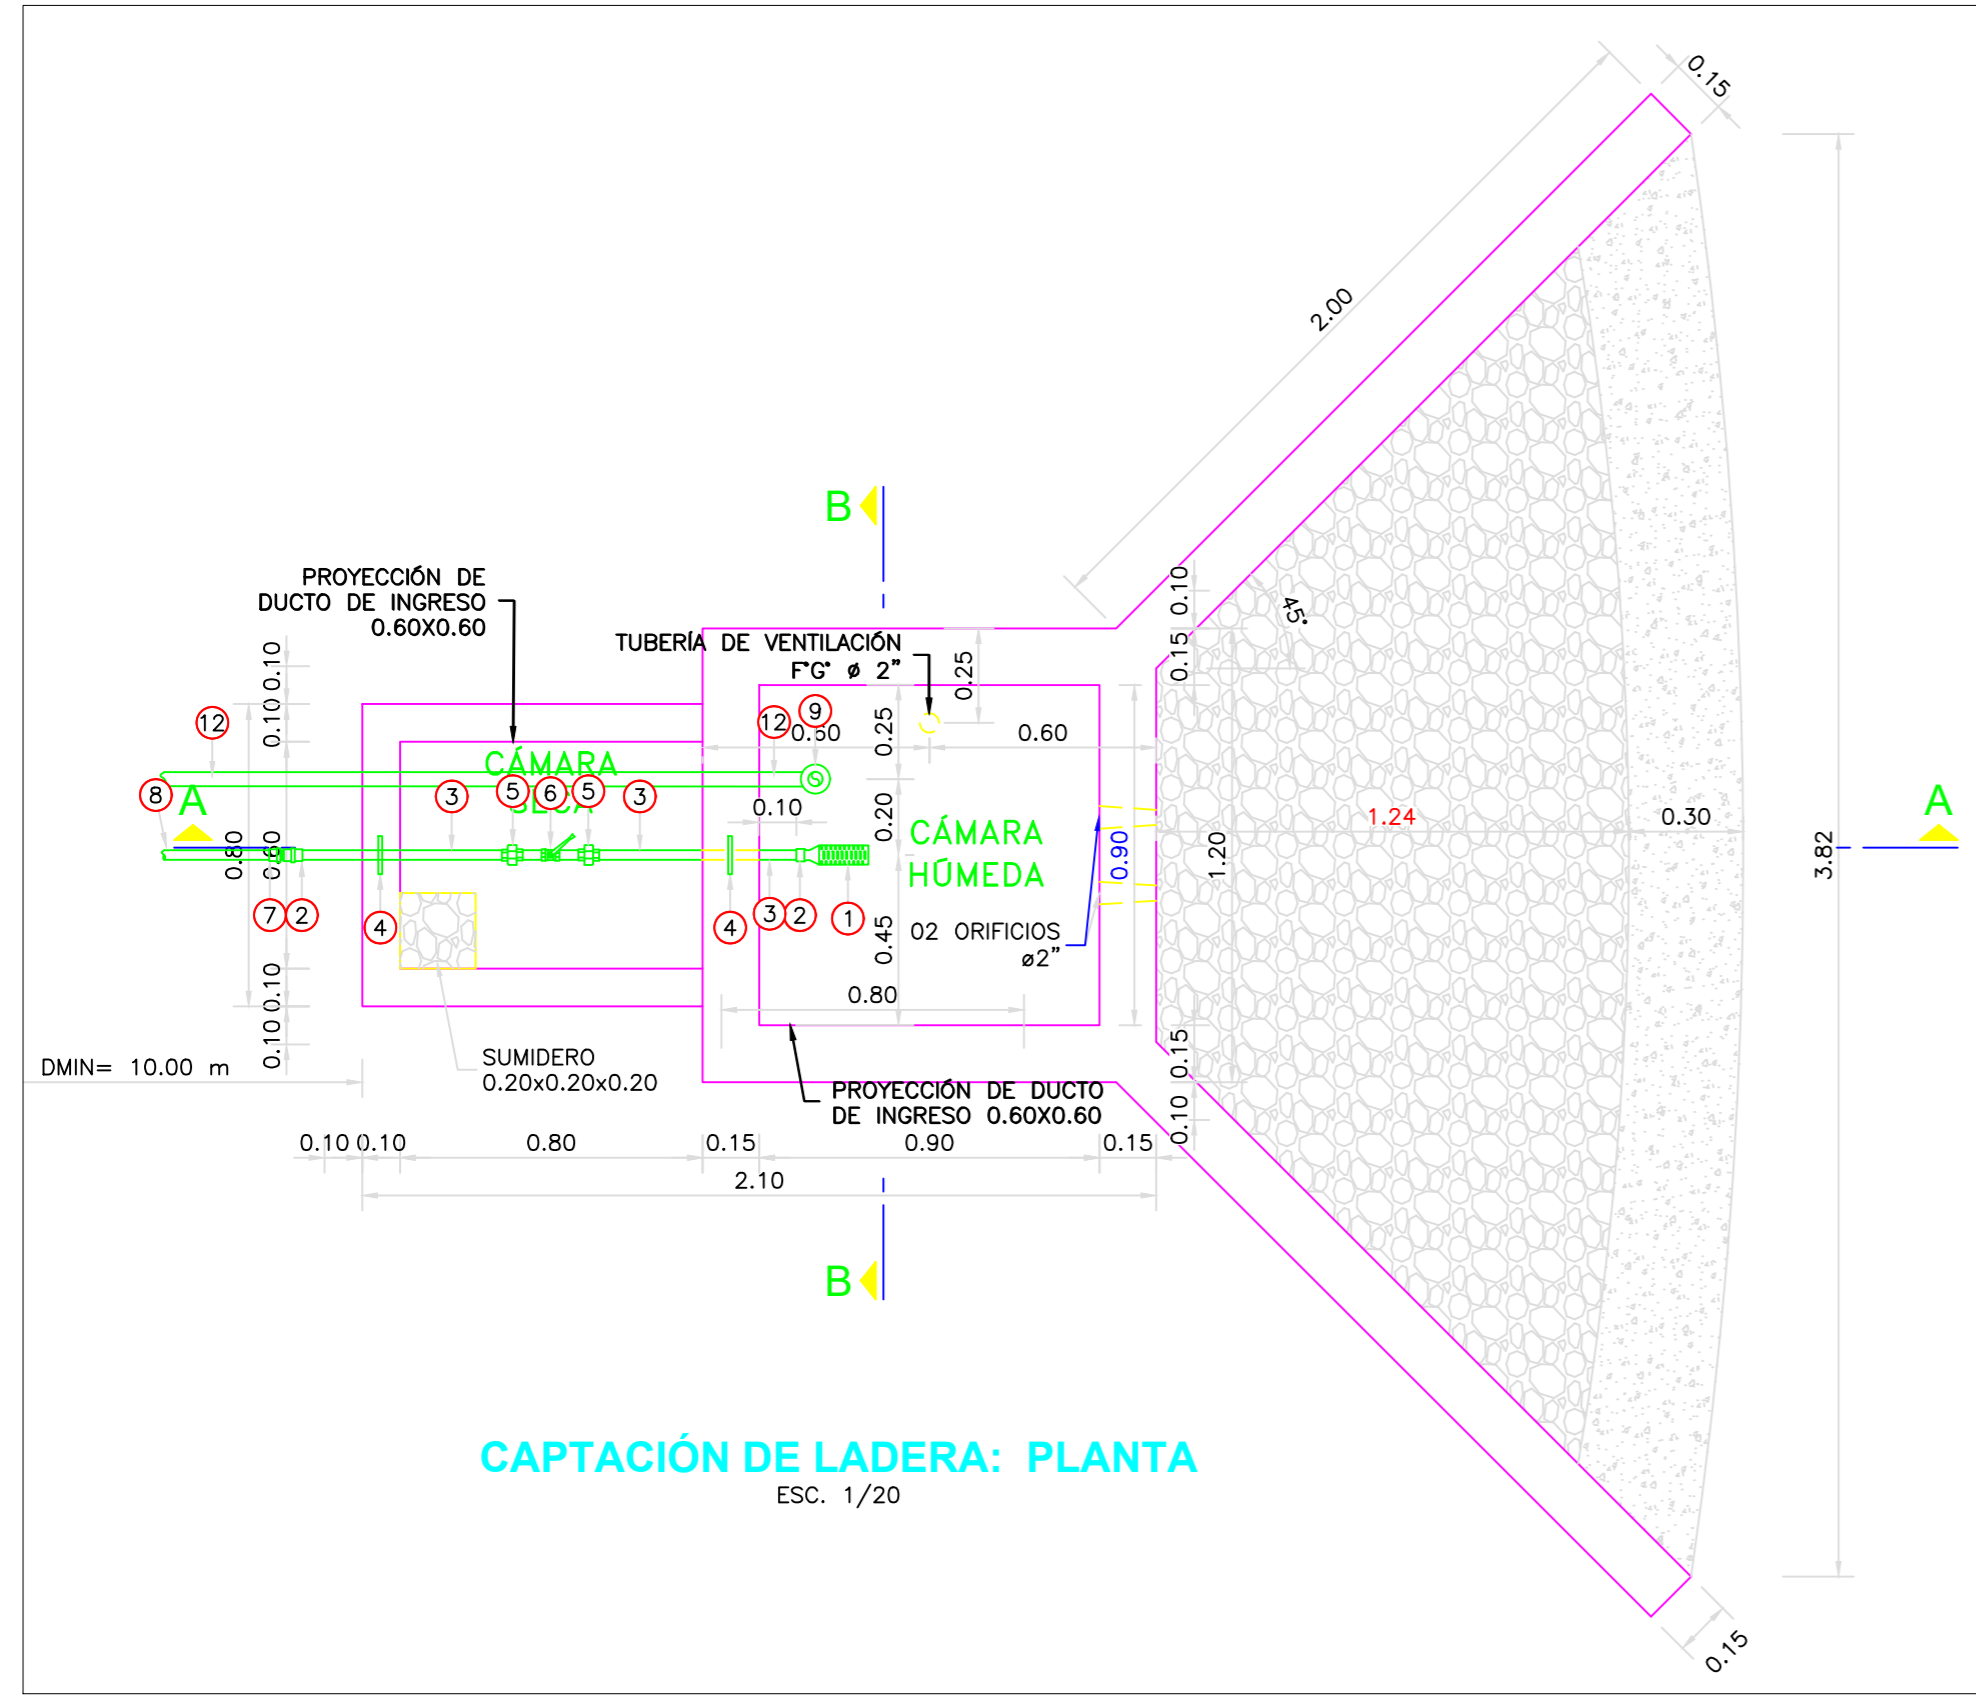 0.15
2.00
3.82
B
PROYECCIÓN DE
DUCTO DE INGRESO
0.60X0.60
TUBERÍA DE VENTILACIÓN
F°G° ø 2"
0.25
0.10
0.15
45°
0.10
0.10
12
12
9
0.60
0.25
0.60
CÁMARA
SECA
8
A
3
5
6
5
3
0.10
0.20
CÁMARA
HÚMEDA
1.24
0.30
A
0.80
0.60
0.90
1.20
7
2
4
4
3
2
1
0.45
02 ORIFICIOS
ø2"
0.80
0.10
0.10
DMIN= 10.00 m
SUMIDERO
0.20x0.20x0.20
PROYECCIÓN DE DUCTO
DE INGRESO 0.60X0.60
0.15
0.10
0.10
0.10
0.80
0.15
0.90
0.15
2.10
B
CAPTACIÓN DE LADERA: PLANTA
ESC. 1/20
0.15